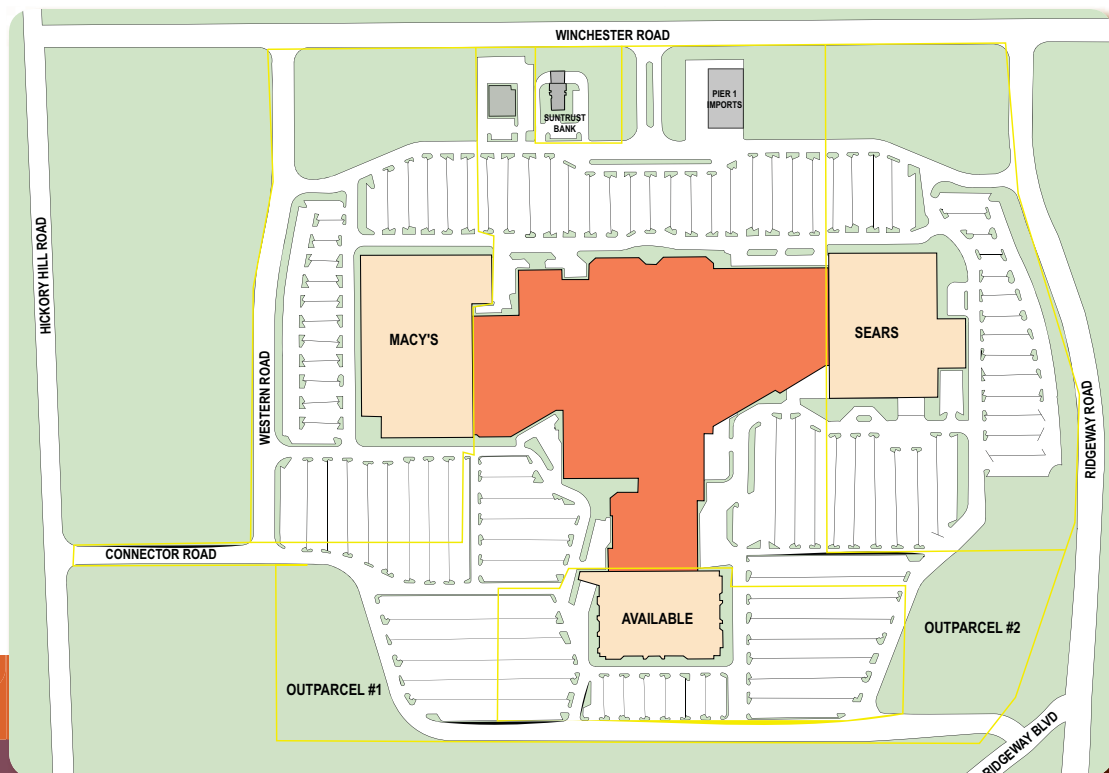 WINCHESTER ROAD
PIER 1
IMPORTS
SUNTRUST
BANK
HICKORY HILL ROAD
MACY'S
SEARS
WESTERN ROAD
RIDGEWAY ROAD
CONNECTOR ROAD
AVAILABLE
OUTPARCEL #2
OUTPARCEL #1
RIDGEWAY BLVD